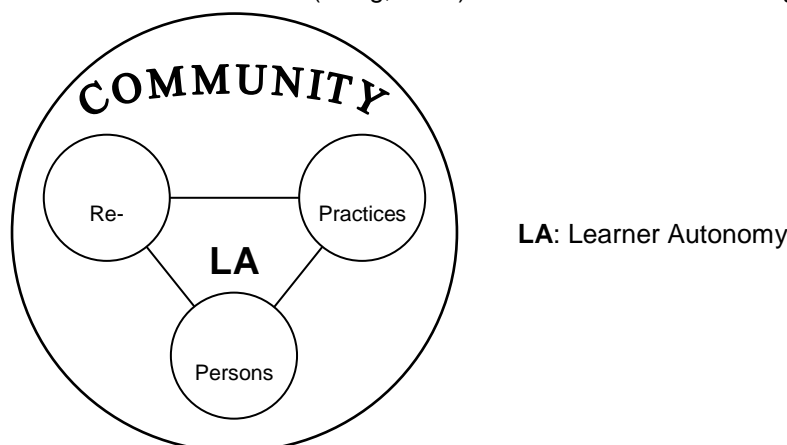 COMMUNITY
Re-
Practices
LA
LA: Learner Autonomy
Persons